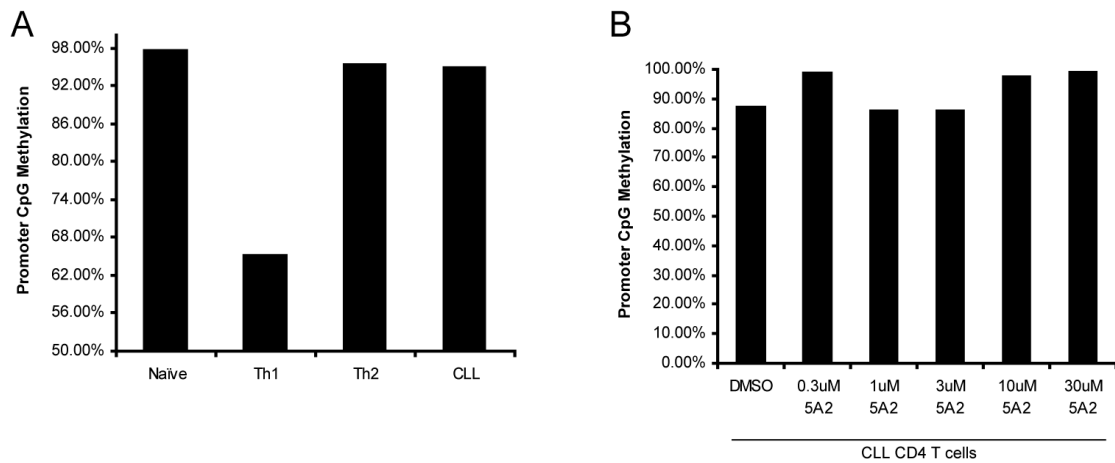 A
Promoter CpG Methylation
98.00%
92.00%
86.00%
80.00%
74.00%
68.00%
62.00%
56.00%
50.00%
Naïve
Th1
Th2
CLL
B
Promoter CpG Methylation
100.00%
90.00%
80.00%
70.00%
60.00%
50.00%
40.00%
30.00%
20.00%
10.00%
0.00%
DMSO
0.3uM
5A2
1uM
5A2
3uM
5A2
10uM
5A2
30uM
5A2
CLL CD4 T cells